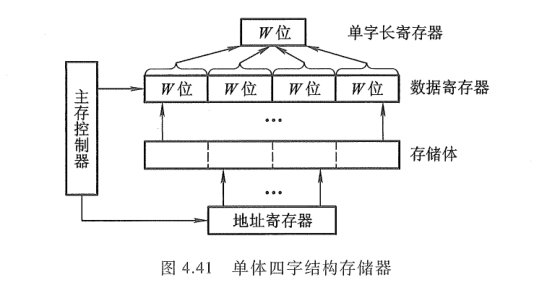 W位
单字长寄存器
W位 W位 W位 W位
数据寄存器
主存控制器
...
存储体
...
地址寄存器
图 4.41 单体四字结构存储器